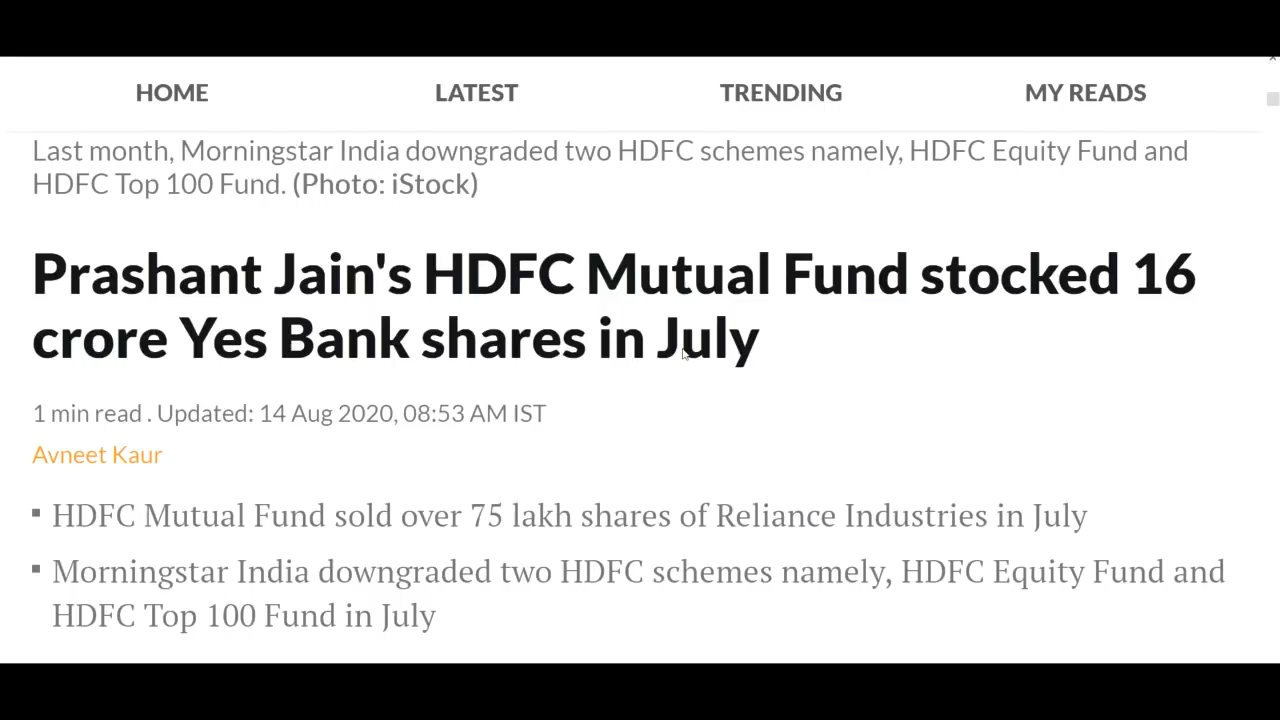 HOME LATEST TRENDING MY READS
Last month, Morningstar India downgraded two HDFC schemes namely, HDFC Equity Fund and
HDFC Top 100 Fund. (Photo: iStock)
Prashant Jain's HDFC Mutual Fund stocked 16
crore Yes Bank shares in July
1 min read . Updated: 14 Aug 2020, 08:53 AM IST
Avneet Kaur
▪ HDFC Mutual Fund sold over 75 lakh shares of Reliance Industries in July
▪ Morningstar India downgraded two HDFC schemes namely, HDFC Equity Fund and
HDFC Top 100 Fund in July